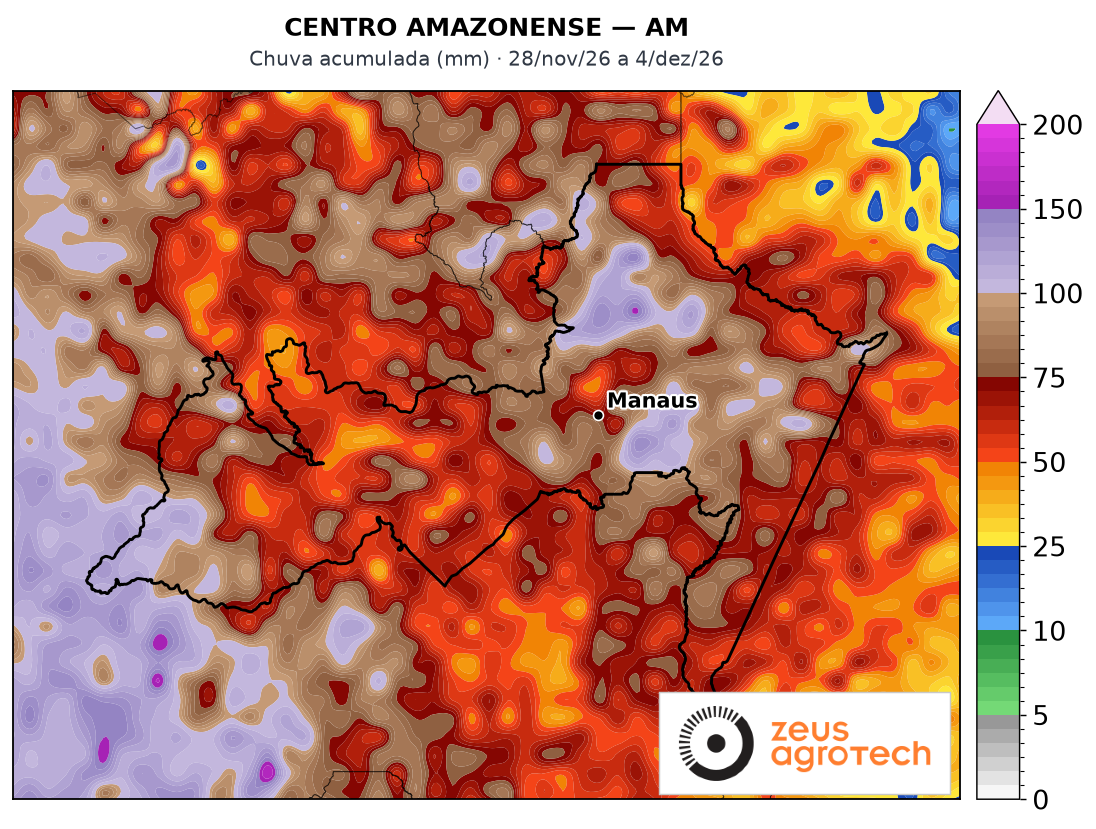 CENTRO AMAZONENSE — AM
Chuva acumulada (mm) · 28/nov/26 a 4/dez/26
Manaus
200
150
100
75
50
25
10
5
0
zeus
agrotech